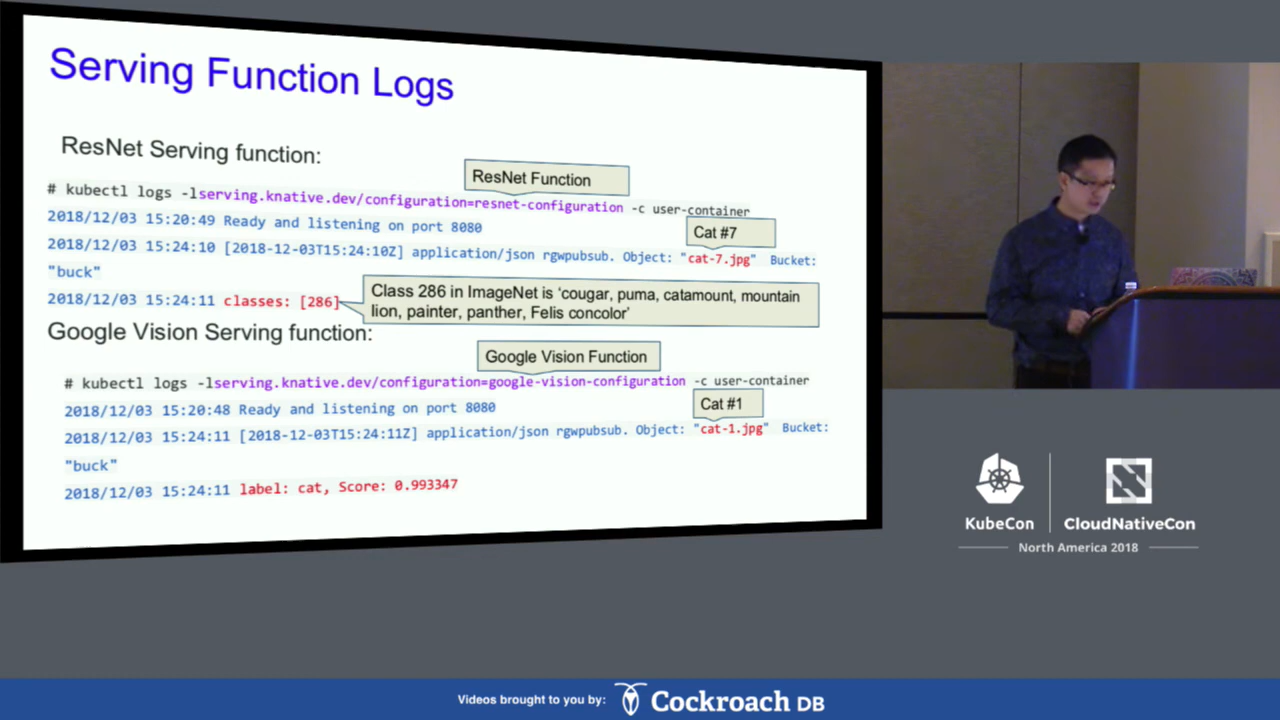 Serving Function Logs
ResNet Serving function:
ResNet Function
# kubectl logs -lserving.knative.dev/configuration=resnet-configuration -c user-container
2018/12/03 15:20:49 Ready and listening on port 8080
Cat #7
2018/12/03 15:24:10 [2018-12-03T15:24:10Z] application/json rgwpubsub. Object: "cat-7.jpg" Bucket:
"buck"
2018/12/03 15:24:11 classes: [286]
Class 286 in ImageNet is ‘cougar, puma, catamount, mountain
lion, painter, panther, Felis concolor’
Google Vision Serving function:
Google Vision Function
# kubectl logs -lserving.knative.dev/configuration=google-vision-configuration -c user-container
2018/12/03 15:20:48 Ready and listening on port 8080
Cat #1
2018/12/03 15:24:11 [2018-12-03T15:24:11Z] application/json rgwpubsub. Object: "cat-1.jpg" Bucket:
"buck"
2018/12/03 15:24:11 label: cat, Score: 0.993347
KubeCon
CloudNativeCon
North America 2018
Videos brought to you by:
Cockroach DB